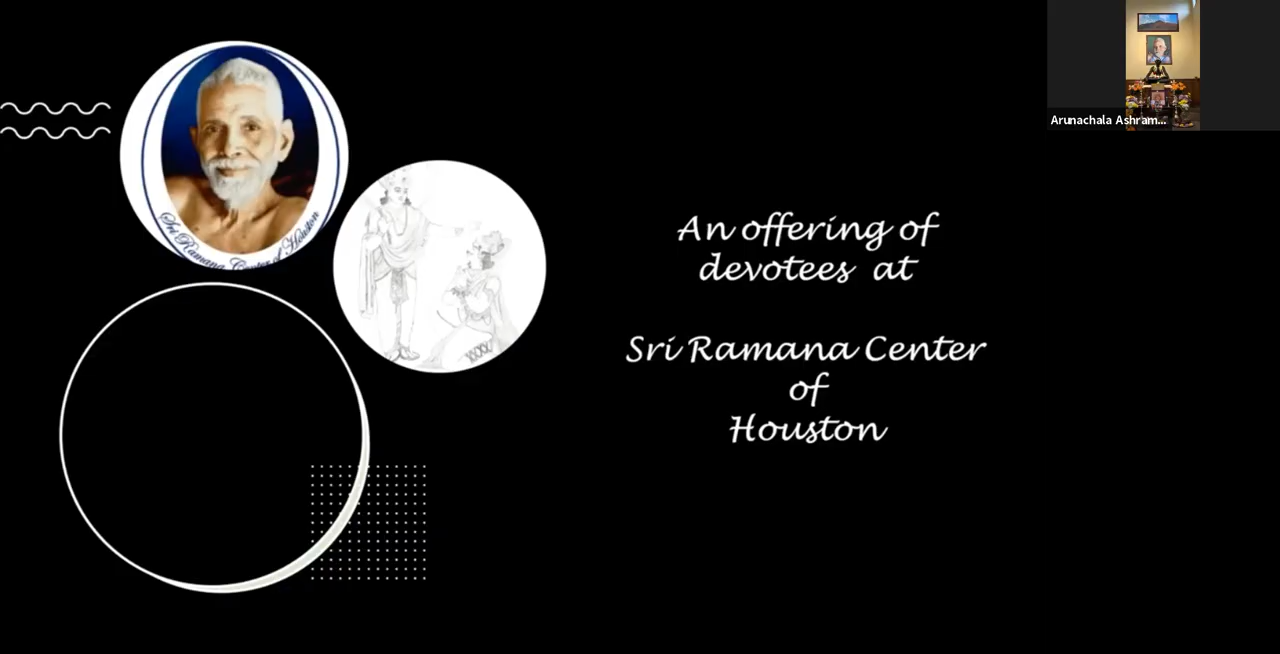 Sri Ramana Center of Houston
An offering of
devotees at
Sri Ramana Center
of
Houston
Arunachala Ashram...